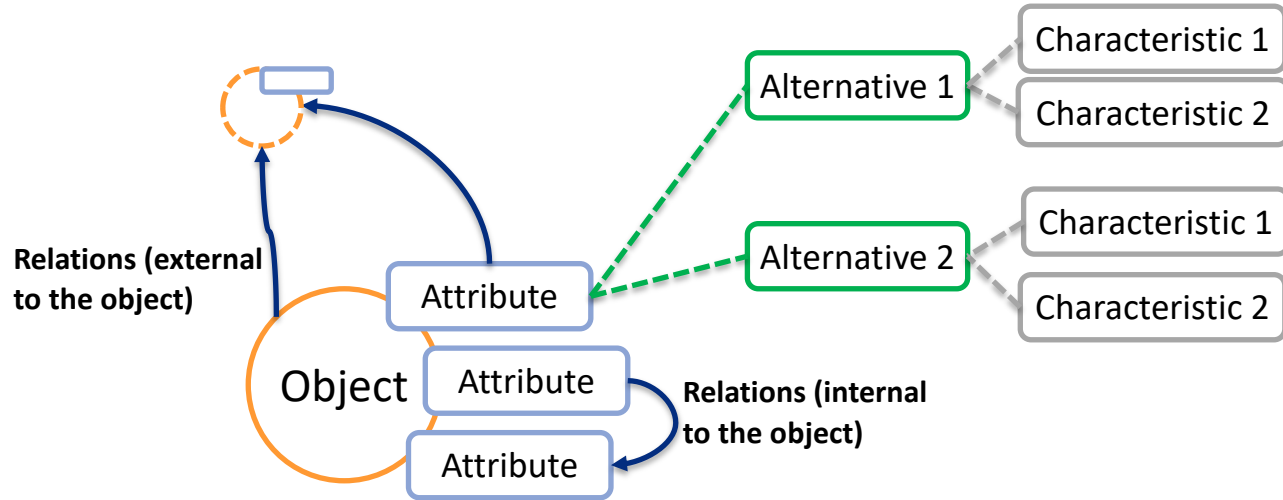 Characteristic 1
Alternative 1
Characteristic 2
Characteristic 1
Alternative 2
Characteristic 2
Relations (external
to the object)
Attribute
Object
Attribute
Relations (internal
to the object)
Attribute